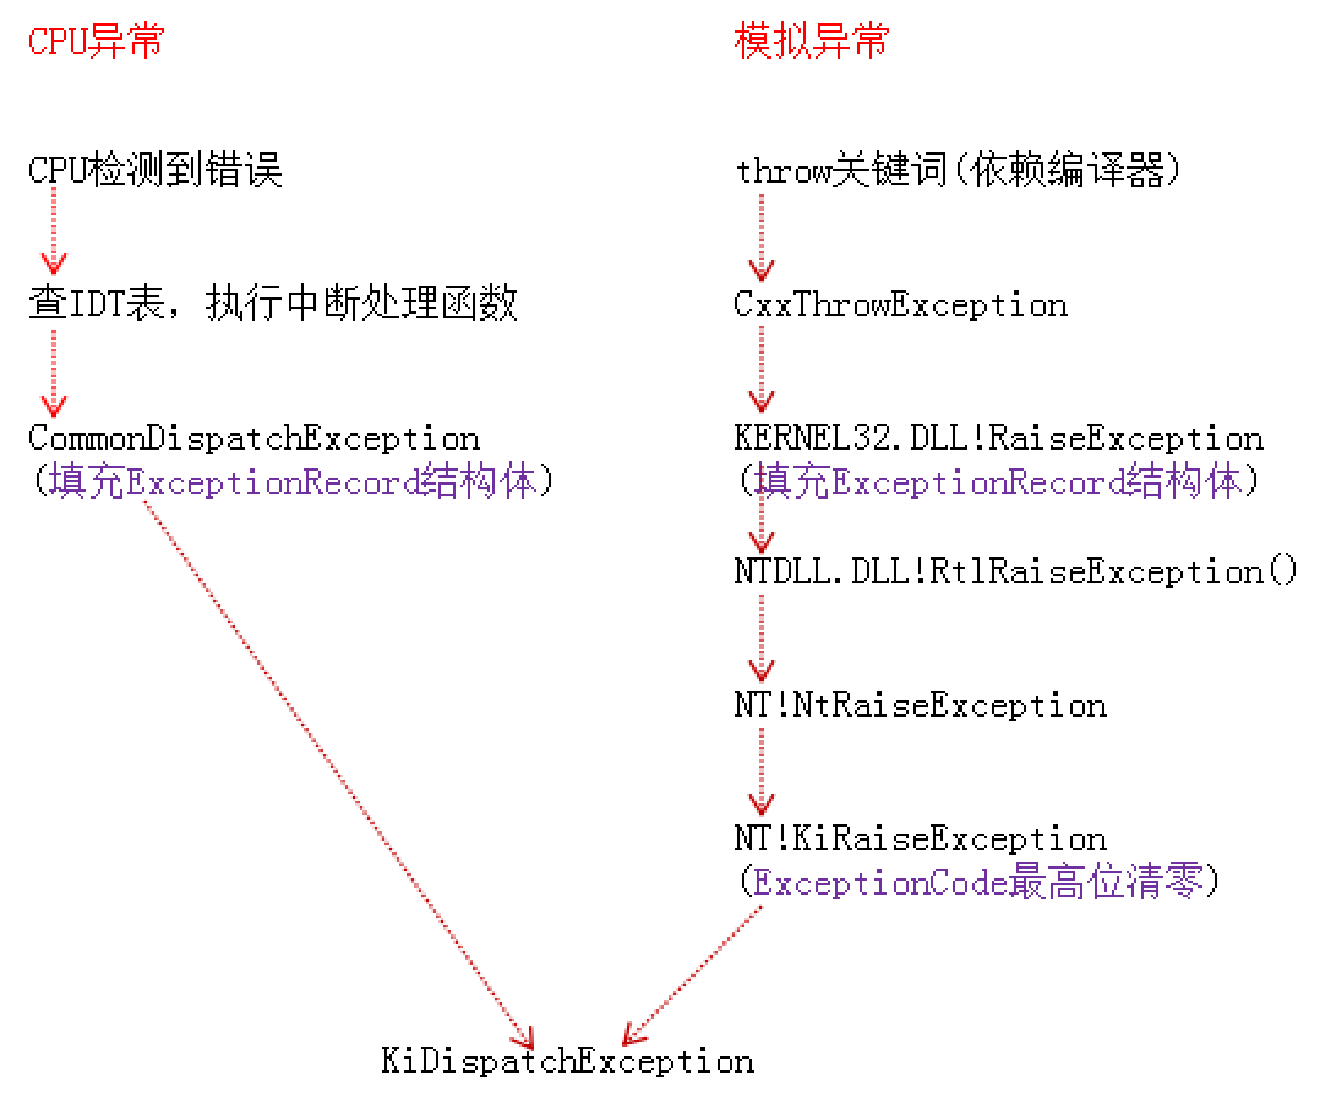 CPU异常
CPU检测到错误
查IDT表，执行中断处理函数
CommonDispatchException
(填充ExceptionRecord结构体)
模拟异常
throw关键词(依赖编译器)
CxxThrowException
KERNEL32.DLL!RaiseException
(填充ExceptionRecord结构体)
NTDLL.DLL!RtlRaiseException()
NT!NtRaiseException
NT!KiRaiseException
(ExceptionCode最高位清零)
KiDispatchException